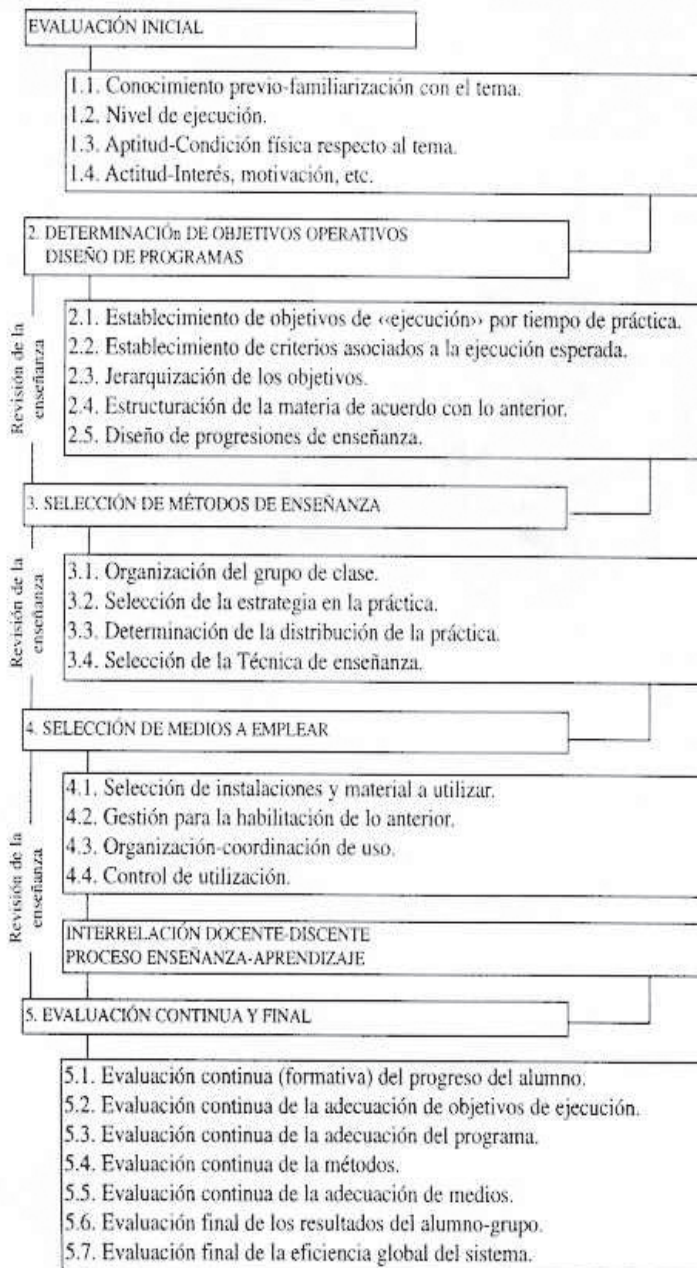 EVALUACIÓN INICIAL
1.1. Conocimiento previo-familiarización con el tema.
1.2. Nivel de ejecución.
1.3. Aptitud-Condición física respecto al tema.
1.4. Actitud-Interés, motivación, etc.
2. DETERMINACIÓn DE OBJETIVOS OPERATIVOS
DISEÑO DE PROGRAMAS
Revisión de la
enseñanza
2.1. Establecimiento de objetivos de «ejecución» por tiempo de práctica.
2.2. Establecimiento de criterios asociados a la ejecución esperada.
2.3. Jerarquización de los objetivos.
2.4. Estructuración de la materia de acuerdo con lo anterior.
2.5. Diseño de progresiones de enseñanza.
3. SELECCIÓN DE MÉTODOS DE ENSEÑANZA
Revisión de la
enseñanza
3.1. Organización del grupo de clase.
3.2. Selección de la estrategia en la práctica.
3.3. Determinación de la distribución de la práctica.
3.4. Selección de la Técnica de enseñanza.
4. SELECCIÓN DE MEDIOS A EMPLEAR
Revisión de la
enseñanza
4.1. Selección de instalaciones y material a utilizar.
4.2. Gestión para la habilitación de lo anterior.
4.3. Organización-coordinación de uso.
4.4. Control de utilización.
INTERRELACIÓN DOCENTE-DISCENTE
PROCESO ENSEÑANZA-APRENDIZAJE
5. EVALUACIÓN CONTINUA Y FINAL
5.1. Evaluación continua (formativa) del progreso del alumno.
5.2. Evaluación continua de la adecuación de objetivos de ejecución.
5.3. Evaluación continua de la adecuación del programa.
5.4. Evaluación continua de la métodos.
5.5. Evaluación continua de la adecuación de medios.
5.6. Evaluación final de los resultados del alumno-grupo.
5.7. Evaluación final de la eficiencia global del sistema.